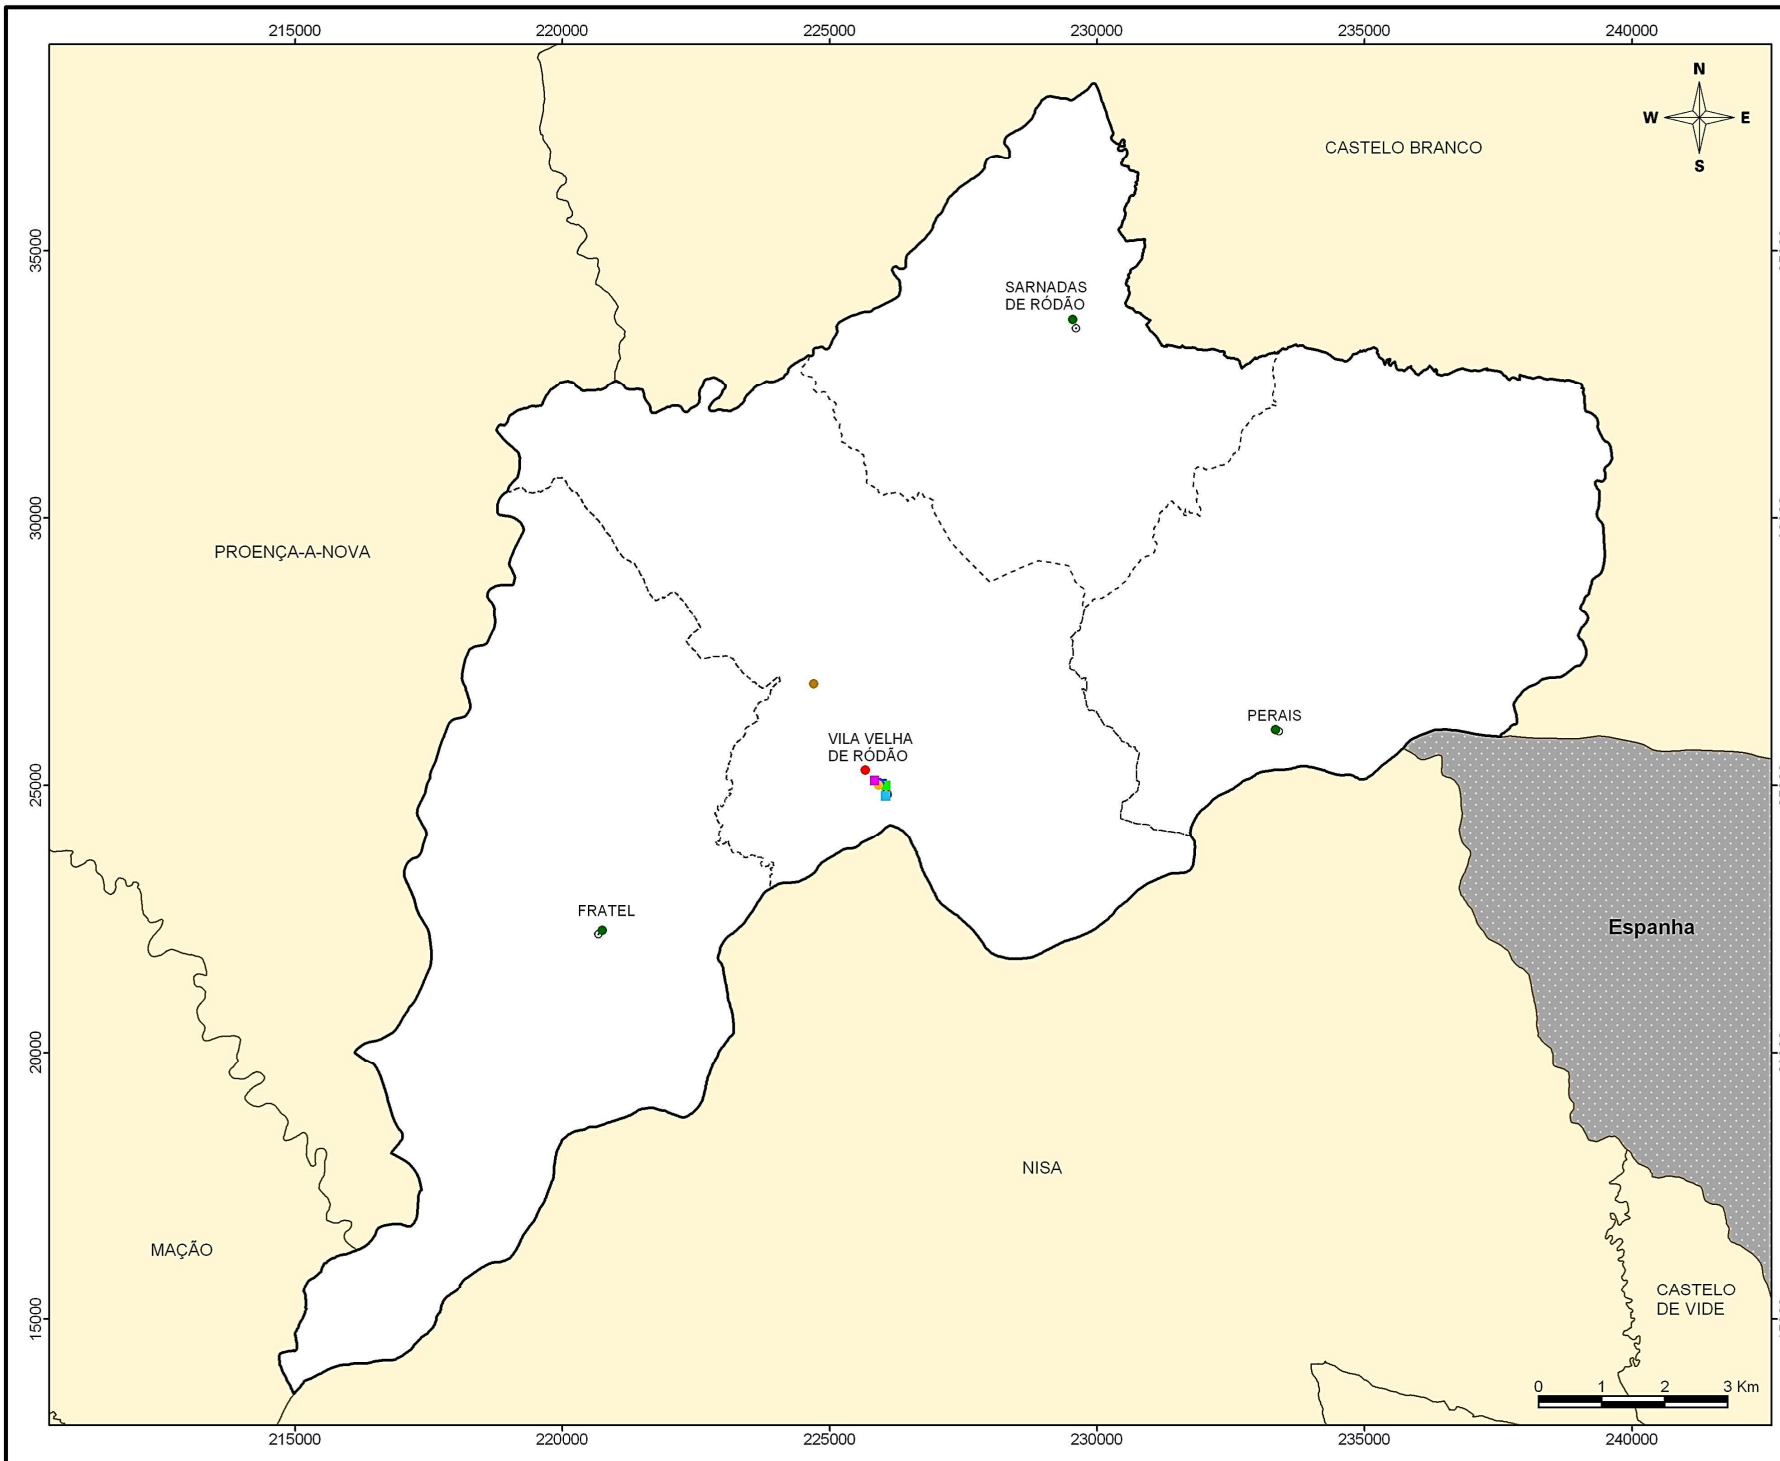 215000 220000 225000 230000 235000 240000
N
W E
S
CASTELO BRANCO
35000
SARNADAS
DE RÓDÃO
30000
PROENÇA-A-NOVA
PERAIS
VILA VELHA
DE RÓDÃO
25000
FRATEL
Espanha
20000
NISA
MAÇÃO
CASTELO
DE VIDE
15000
0 1 2 3 Km
215000 220000 225000 230000 235000 240000